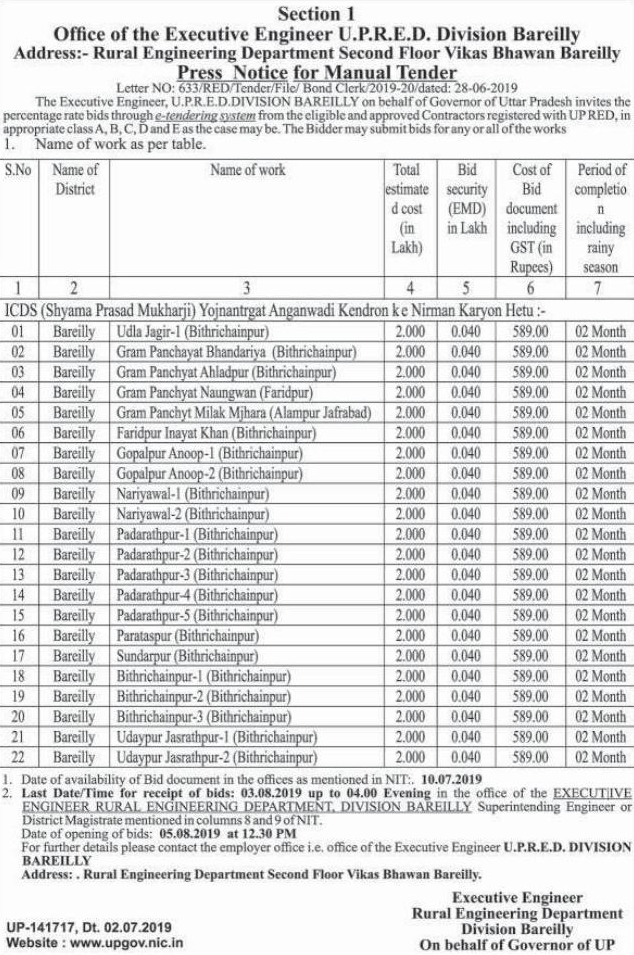 Section 1
Office of the Executive Engineer U.P.R.E.D. Division Bareilly
Address:- Rural Engineering Department Second Floor Vikas Bhawan Bareilly
Press Notice for Manual Tender
Letter NO: 633/RED/Tender/File/ Bond Clerk/2019-20/dated: 28-06-2019
The Executive Engineer, U.P.R.E.D.DIVISION BAREILLY on behalf of Governor of Uttar Pradesh invites the
percentage rate bids through e-tendering system from the eligible and approved Contractors registered with UP RED, in
appropriate class A, B, C, D and E as the case may be. The Bidder may submit bids for any or all of the works
1. Name of work as per table.
S.No Name of District Name of work Total estimate d cost (in Lakh) Bid security (EMD) in Lakh Cost of Bid document including GST (in Rupees) Period of completio n including rainy season
1 2 3 4 5 6 7
ICDS (Shyama Prasad Mukharji) Yojnantrgat Anganwadi Kendron ke Nirman Karyon Hetu :-
01 Bareilly Udla Jagir-1 (Bithrichainpur) 2.000 0.040 589.00 02 Month
02 Bareilly Gram Panchayat Bhandariya (Bithrichainpur) 2.000 0.040 589.00 02 Month
03 Bareilly Gram Panchyat Ahladpur (Bithrichainpur) 2.000 0.040 589.00 02 Month
04 Bareilly Gram Panchyat Naungwan (Faridpur) 2.000 0.040 589.00 02 Month
05 Bareilly Gram Panchyt Milak Mjhara (Alampur Jafrabad) 2.000 0.040 589.00 02 Month
06 Bareilly Faridpur Inayat Khan (Bithrichainpur) 2.000 0.040 589.00 02 Month
07 Bareilly Gopalpur Anoop-1 (Bithrichainpur) 2.000 0.040 589.00 02 Month
08 Bareilly Gopalpur Anoop-2 (Bithrichainpur) 2.000 0.040 589.00 02 Month
09 Bareilly Nariyawal-1 (Bithrichainpur) 2.000 0.040 589.00 02 Month
10 Bareilly Nariyawal-2 (Bithrichainpur) 2.000 0.040 589.00 02 Month
11 Bareilly Padarathpur-1 (Bithrichainpur) 2.000 0.040 589.00 02 Month
12 Bareilly Padarathpur-2 (Bithrichainpur) 2.000 0.040 589.00 02 Month
13 Bareilly Padarathpur-3 (Bithrichainpur) 2.000 0.040 589.00 02 Month
14 Bareilly Padarathpur-4 (Bithrichainpur) 2.000 0.040 589.00 02 Month
15 Bareilly Padarathpur-5 (Bithrichainpur) 2.000 0.040 589.00 02 Month
16 Bareilly Parataspur (Bithrichainpur) 2.000 0.040 589.00 02 Month
17 Bareilly Sundarpur (Bithrichainpur) 2.000 0.040 589.00 02 Month
18 Bareilly Bithrichainpur-1 (Bithrichainpur) 2.000 0.040 589.00 02 Month
19 Bareilly Bithrichainpur-2 (Bithrichainpur) 2.000 0.040 589.00 02 Month
20 Bareilly Bithrichainpur-3 (Bithrichainpur) 2.000 0.040 589.00 02 Month
21 Bareilly Udaypur Jasrathpur-1 (Bithrichainpur) 2.000 0.040 589.00 02 Month
22 Bareilly Udaypur Jasrathpur-2 (Bithrichainpur) 2.000 0.040 589.00 02 Month
1. Date of availability of Bid document in the offices as mentioned in NIT:. 10.07.2019
2. Last Date/Time for receipt of bids: 03.08.2019 up to 04.00 Evening in the office of the EXECUTIVE
ENGINEER RURAL ENGINEERING DEPARTMENT, DIVISION BAREILLY Superintending Engineer or
District Magistrate mentioned in columns 8 and 9 of NIT.
Date of opening of bids: 05.08.2019 at 12.30 PM
For further details please contact the employer office i.e. office of the Executive Engineer U.P.R.E.D. DIVISION
BAREILLY
Address: . Rural Engineering Department Second Floor Vikas Bhawan Bareilly.
Executive Engineer
Rural Engineering Department
Division Bareilly
On behalf of Governor of UP
UP-141717, Dt. 02.07.2019
Website : www.upgov.nic.in